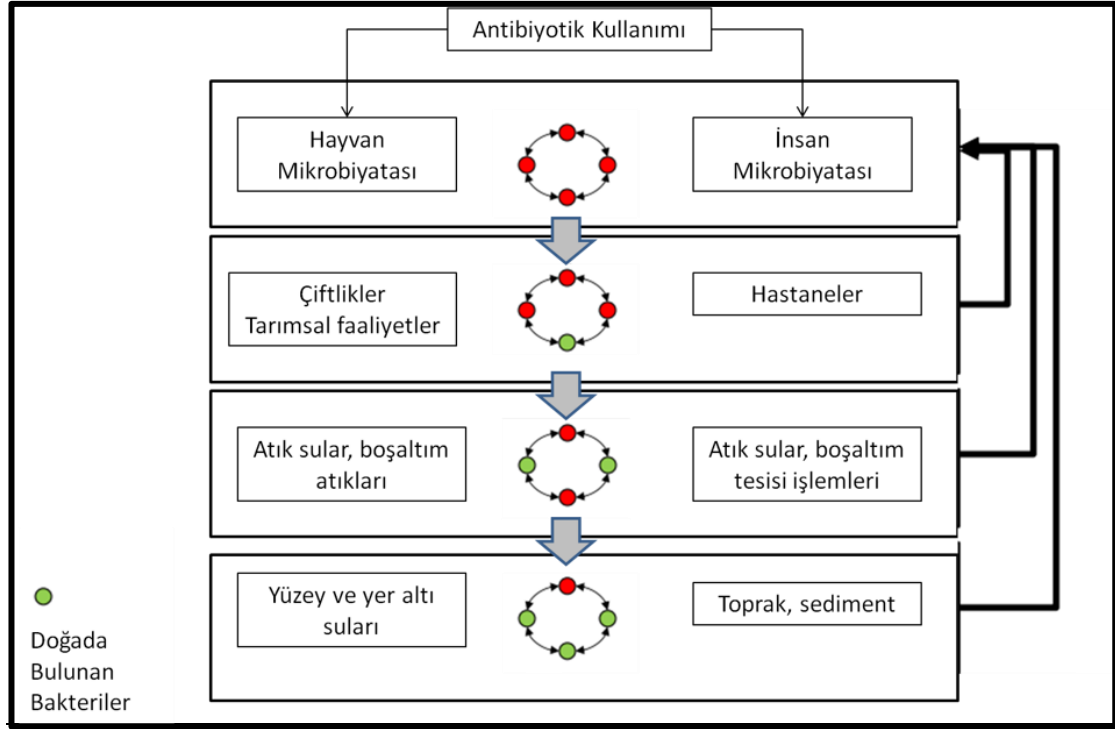 Antibiyotik Kullanımı
Hayvan
Mikrobiyatası
İnsan
Mikrobiyatası
Çiftlikler
Tarımsal faaliyetler
Hastaneler
Atık sular, boşaltım
atıkları
Atık sular, boşaltım
tesisi işlemleri
Yüzey ve yer altı
suları
Toprak, sediment
Doğada
Bulunan
Bakteriler